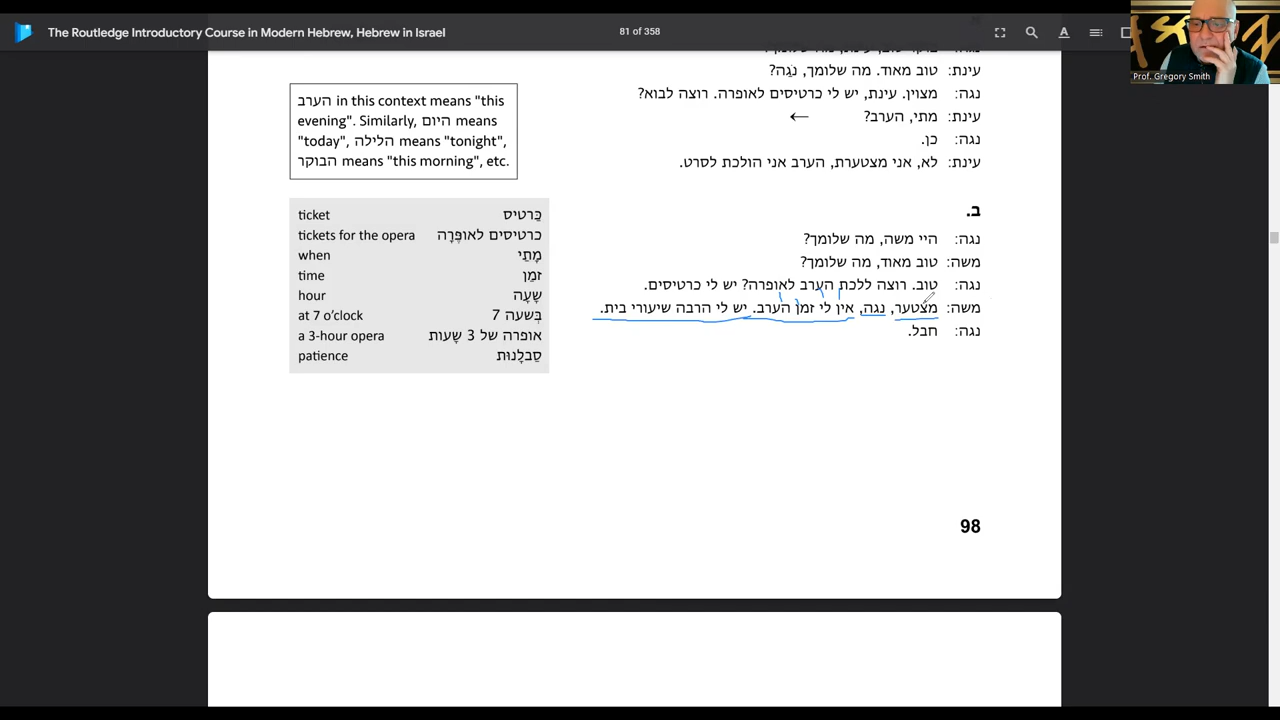 The Routledge Introductory Course in Modern Hebrew, Hebrew in Israel
81 of 358
Prof. Gregory Smith
עינת: טוב מאוד. מה שלומך, נֹגַה?
נגה: מצוין. עינת, יש לי כרטיסים לאופרה. רוצה לבוא?
עינת: מתי, הערב? ←
נגה: כן.
עינת: לא, אני מצטערת, הערב אני הולכת לסרט.
הערב in this context means "this
evening". Similarly, היום means
"today", הלילה means "tonight",
הבוקר means "this morning", etc.
ticket כַּרטיס
tickets for the opera כרטיסים לאופֶּרָה
when מָתַי
time זמַן
hour שָעָה
at 7 o'clock בְּשעה 7
a 3-hour opera אופרה של 3 שָעות
patience סַבלָנוּת
ב.
נגה: היי משה, מה שלומך?
משה: טוב מאוד, מה שלומך?
נגה: טוב. רוצה ללכת הערב לאופרה? יש לי כרטיסים.
משה: מצטער, נגה, אין לי זמן הערב. יש לי הרבה שיעורי בית.
נגה: חבל.
98